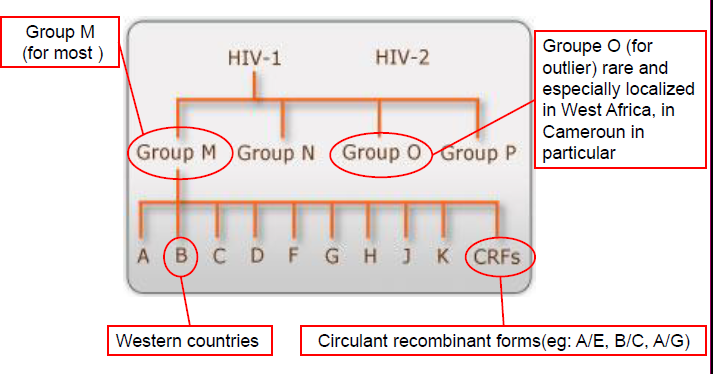 Group M
(for most )
HIV-1
HIV-2
Groupe O (for
outlier) rare and
especially localized
in West Africa, in
Cameroun in
particular
Group M
Group N
Group O
Group P
A B C D F G H J K CRFs
Western countries
Circulant recombinant forms(eg: A/E, B/C, A/G)